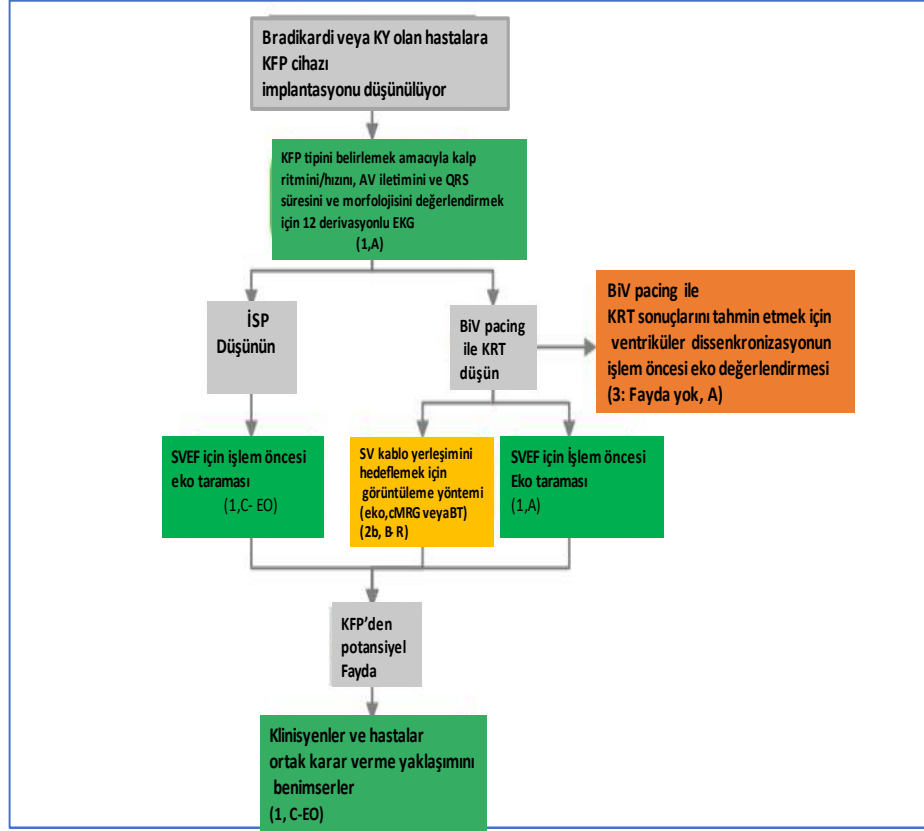 Bradikardi veya KY olan hastalara
KFP cihazı
implantasyonu düşünülüyor
KFP tipini belirlemek amacıyla kalp
ritmini/hızını, AV iletimini ve QRS
süresini ve morfolojisini değerlendirmek
için 12 derivasyonlu EKG
(1,A)
İSP
Düşünün
BiV pacing
ile KRT
düşün
BiV pacing ile
KRT sonuçlarını tahmin etmek için
ventriküler dissenkronizasyonun
işlem öncesi eko değerlendirmesi
(3: Fayda yok, A)
SVEF için işlem öncesi
eko taraması
(1,C- EO)
SV kablo yerleşimini
hedeflemek için
görüntüleme yöntemi
(eko,cMRG veyaBT)
(2b, B- R)
SVEF için İşlem öncesi
Eko taraması
(1,A)
KFP'den
potansiyel
Fayda
Klinisyenler ve hastalar
ortak karar verme yaklaşımını
benimserler
(1, C-EO)